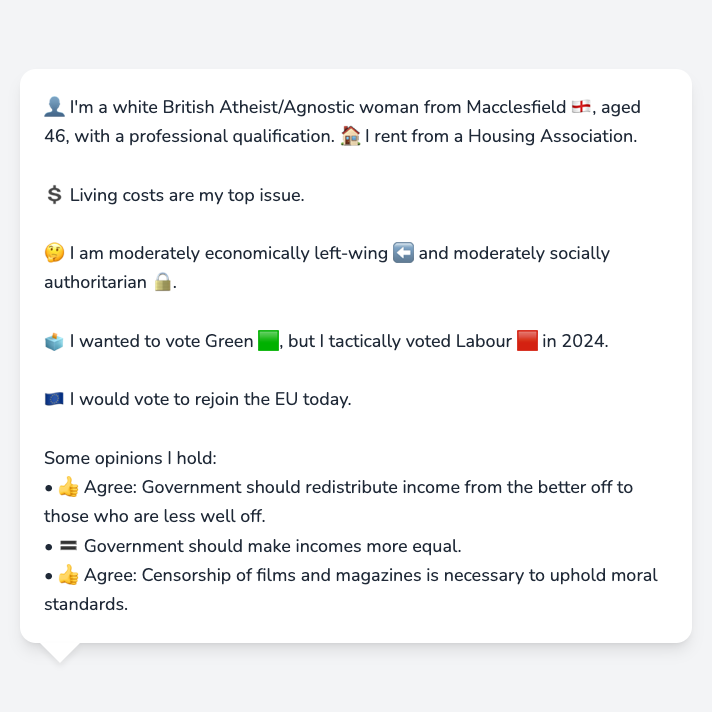 👤 I'm a white British Atheist/Agnostic woman from Macclesfield 🏴󠁧󠁢󠁥󠁮󠁧󠁿, aged
46, with a professional qualification. 🏠 I rent from a Housing Association.
💲 Living costs are my top issue.
🤔 I am moderately economically left-wing ⬅️ and moderately socially
authoritarian 🔒.
🗳️ I wanted to vote Green 🟩, but I tactically voted Labour 🟥 in 2024.
🇪🇺 I would vote to rejoin the EU today.
Some opinions I hold:
• 👍 Agree: Government should redistribute income from the better off to
those who are less well off.
• 🟰 Government should make incomes more equal.
• 👍 Agree: Censorship of films and magazines is necessary to uphold moral
standards.